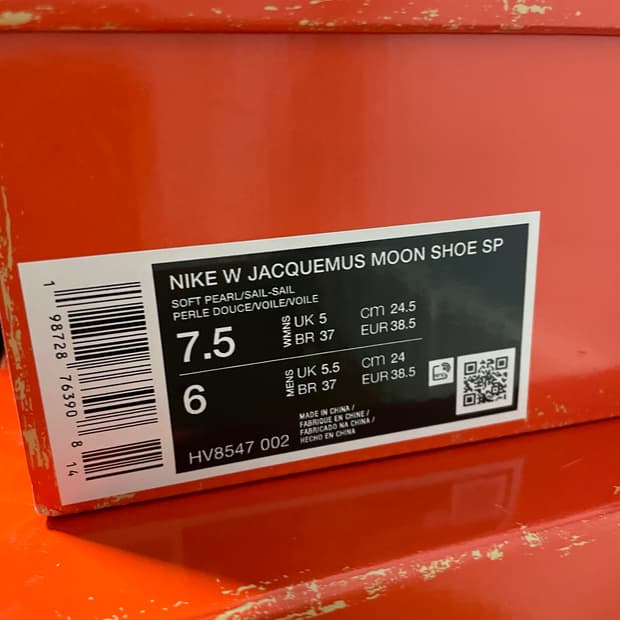 NIKE W JACQUEMUS MOON SHOE SP
SOFT PEARL/SAIL-SAIL
PERLE DOUCE/VOILE/VOILE
7.5 WMNS UK 5 cm 24.5
BR 37 EUR 38.5
6 MENS UK 5.5 cm 24
BR 37 EUR 38.5
MADE IN CHINA /
FABRIQUE EN CHINE /
FABRICADO NA CHINA /
HECHO EN CHINA
HV8547 002
1 98728 76390 8 14